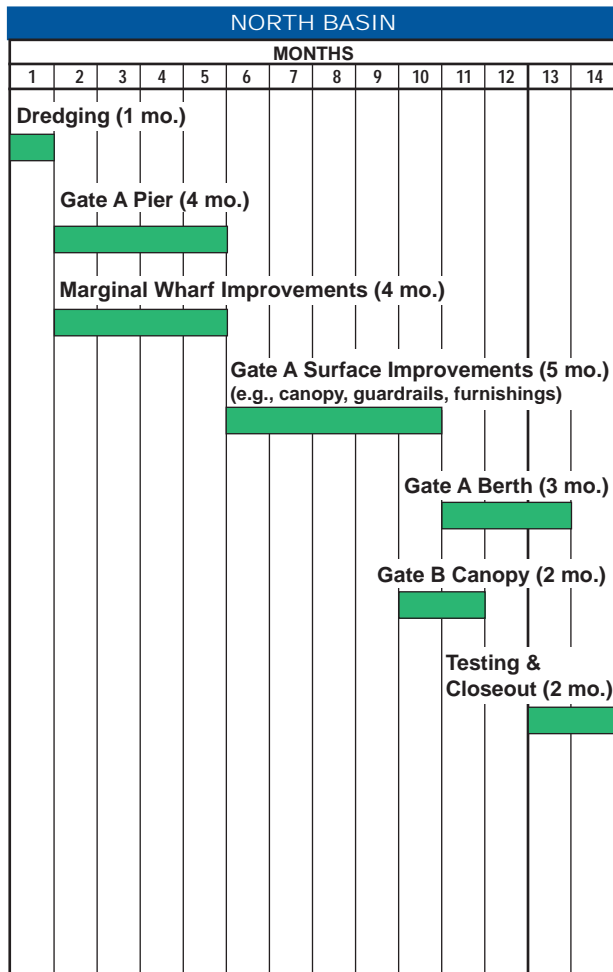 NORTH BASIN
MONTHS
1 2 3 4 5 6 7 8 9 10 11 12 13 14
Dredging (1 mo.)
Gate A Pier (4 mo.)
Marginal Wharf Improvements (4 mo.)
Gate A Surface Improvements (5 mo.)
(e.g., canopy, guardrails, furnishings)
Gate A Berth (3 mo.)
Gate B Canopy (2 mo.)
Testing &
Closeout (2 mo.)